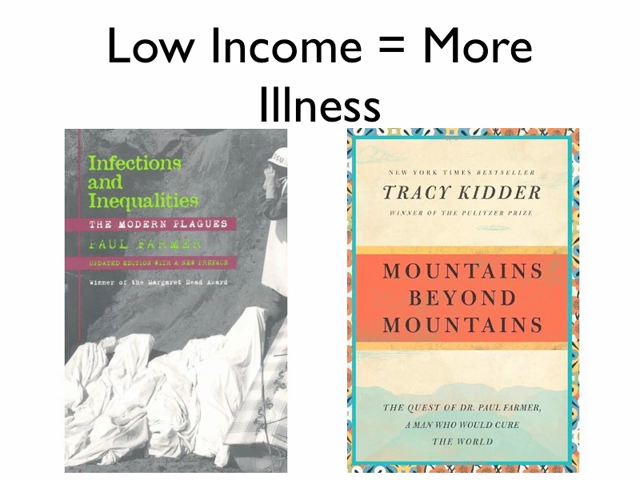 Low Income = More
Illness
Infections
and
Inequalities
THE MODERN PLAGUES
PAUL FARMER
UPDATED EDITION WITH A NEW PREFACE
Winner of the Margaret Mead Award
NEW YORK TIMES BESTSELLER
TRACY KIDDER
WINNER OF THE PULITZER PRIZE
MOUNTAINS
BEYOND
MOUNTAINS
THE QUEST OF DR. PAUL FARMER,
A MAN WHO WOULD CURE
THE WORLD